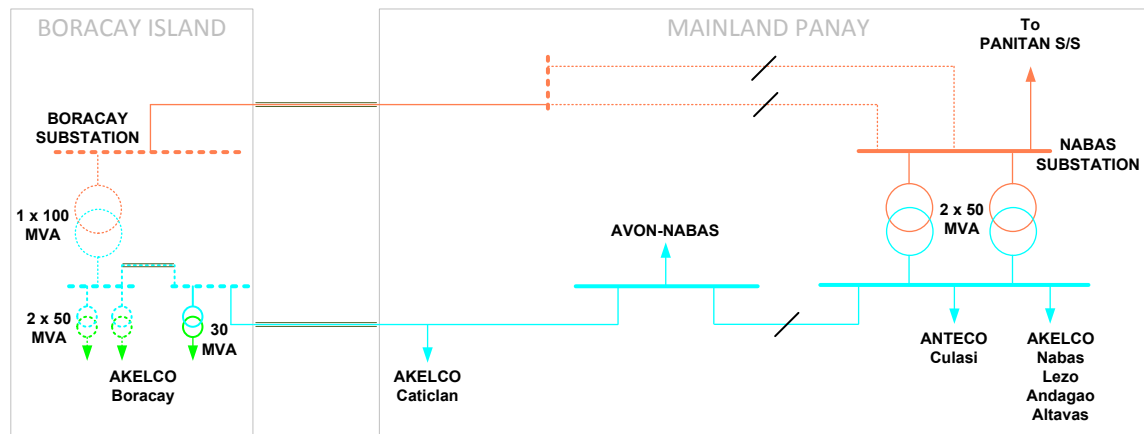 BORACAY ISLAND
MAINLAND PANAY
To
PANITAN S/S
BORACAY
SUBSTATION
NABAS
SUBSTATION
1 x 100
MVA
2 x 50
MVA
AVON-NABAS
2 x 50
MVA
30
MVA
AKELCO
Boracay
AKELCO
Caticlan
ANTECO
Culasi
AKELCO
Nabas
Lezo
Andagao
Altavas